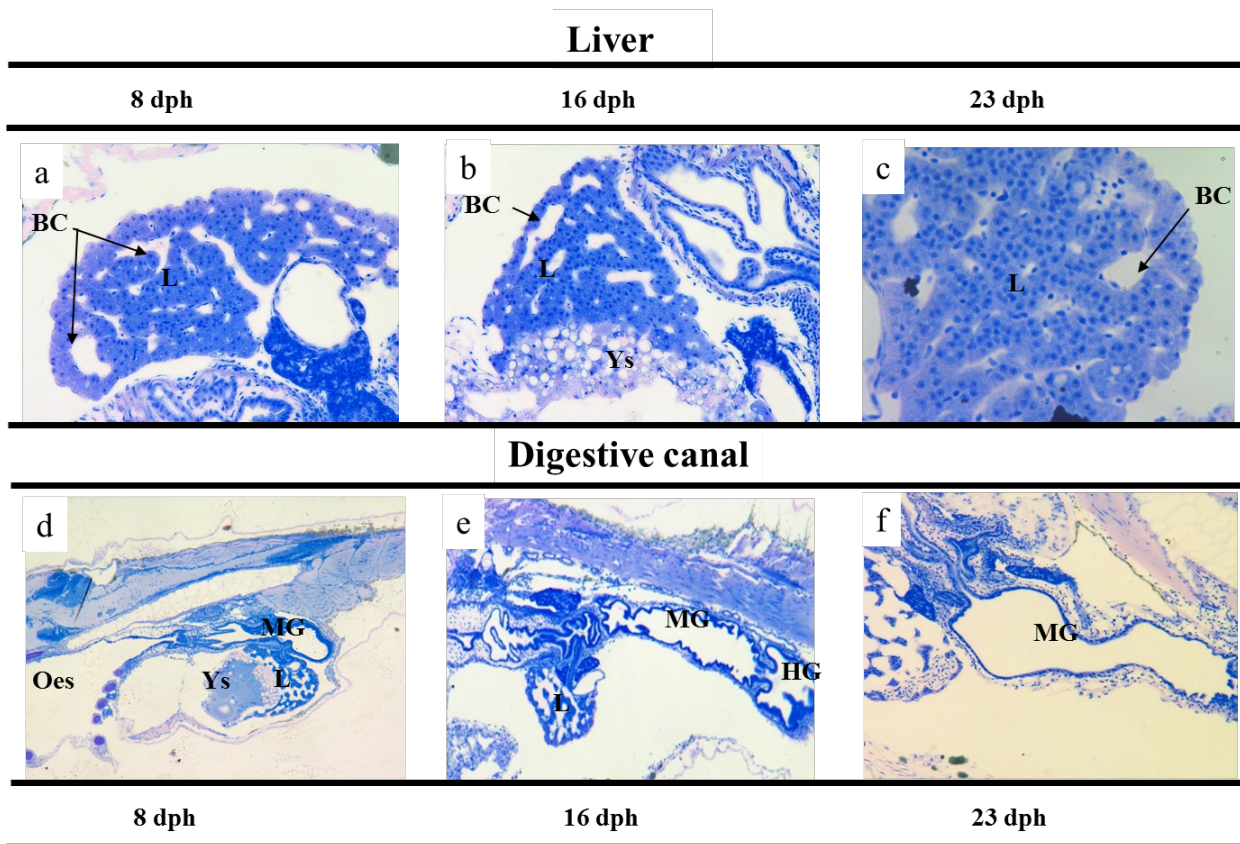 Liver
8 dph 16 dph 23 dph
a b c
BC BC BC
L L L
Ys
Digestive canal
d e f
MG MG MG
Oes Ys L L HG
8 dph 16 dph 23 dph